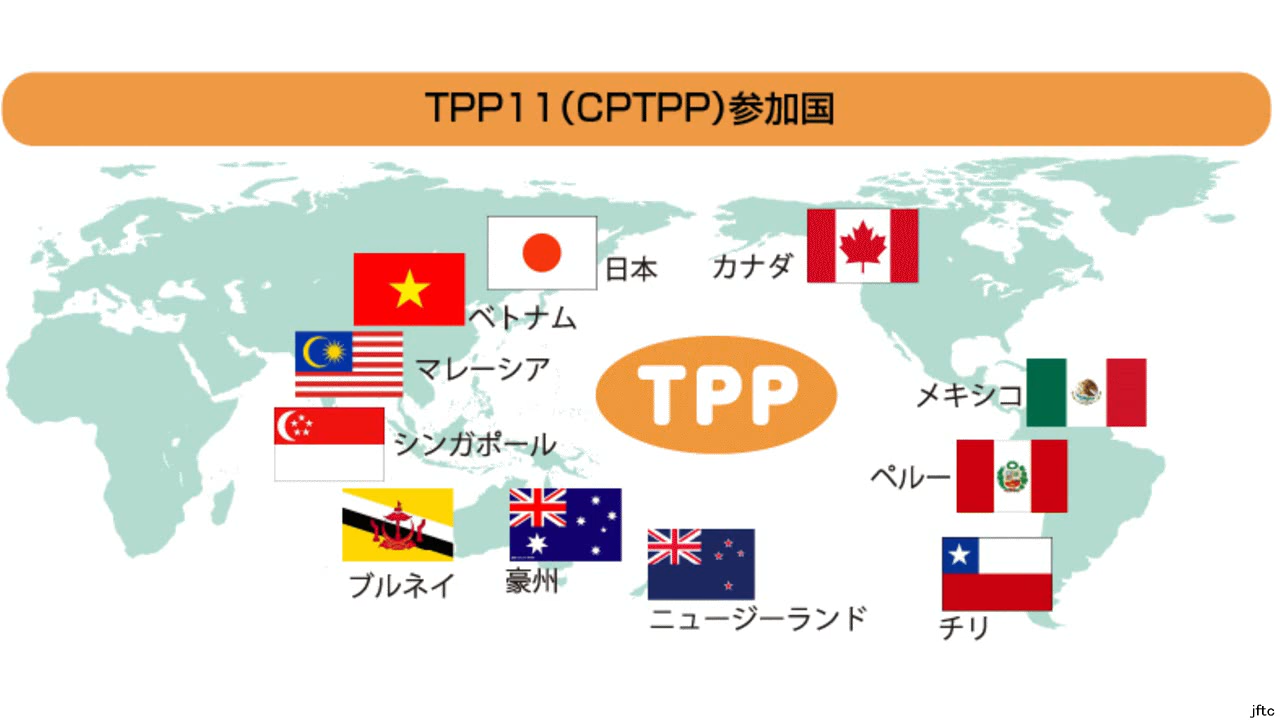 TPP11(CPTPP)参加国
日本
カナダ
ベトナム
マレーシア
TPP
メキシコ
シンガポール
ペルー
ブルネイ
豪州
ニュージーランド
チリ
jftc